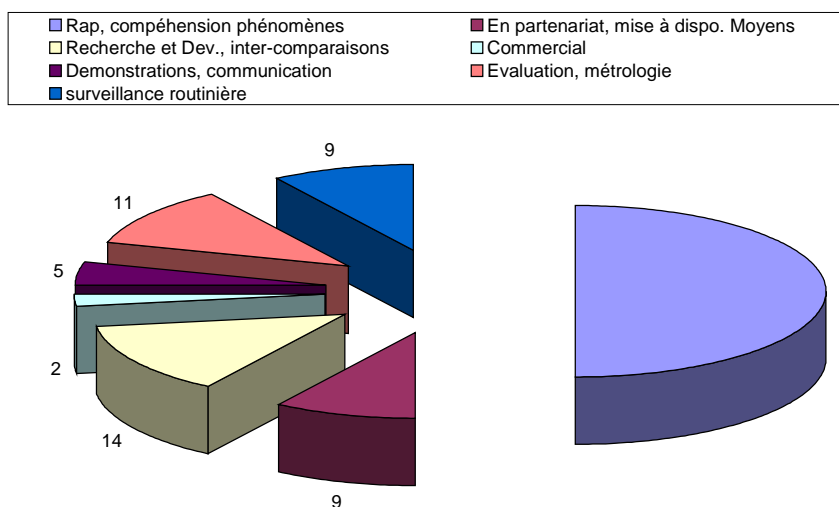 Rap, compéhension phénomènes
En partenariat, mise à dispo. Moyens
Recherche et Dev., inter-comparaisons
Commercial
Demonstrations, communication
Evaluation, métrologie
surveillance routinière
9
11
5
2
14
9